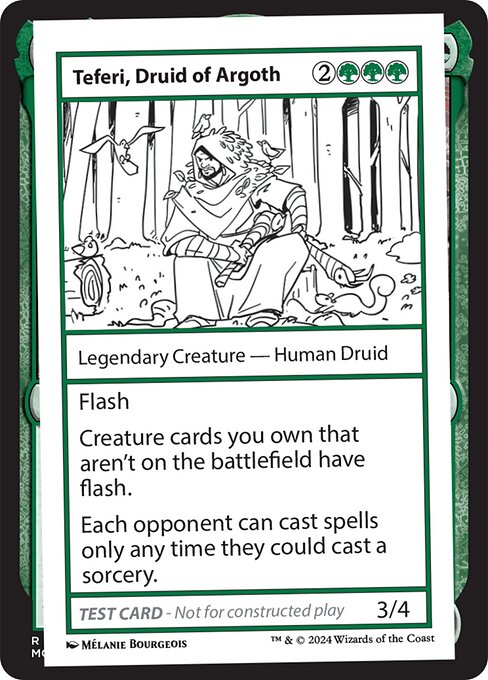 Teferi, Druid of Argoth 2
Legendary Creature — Human Druid
Flash
Creature cards you own that
aren't on the battlefield have
flash.
Each opponent can cast spells
only any time they could cast a
sorcery.
TEST CARD - Not for constructed play 3/4
R
MÉLANIE BOURGEOIS ™ & © 2024 Wizards of the Coast